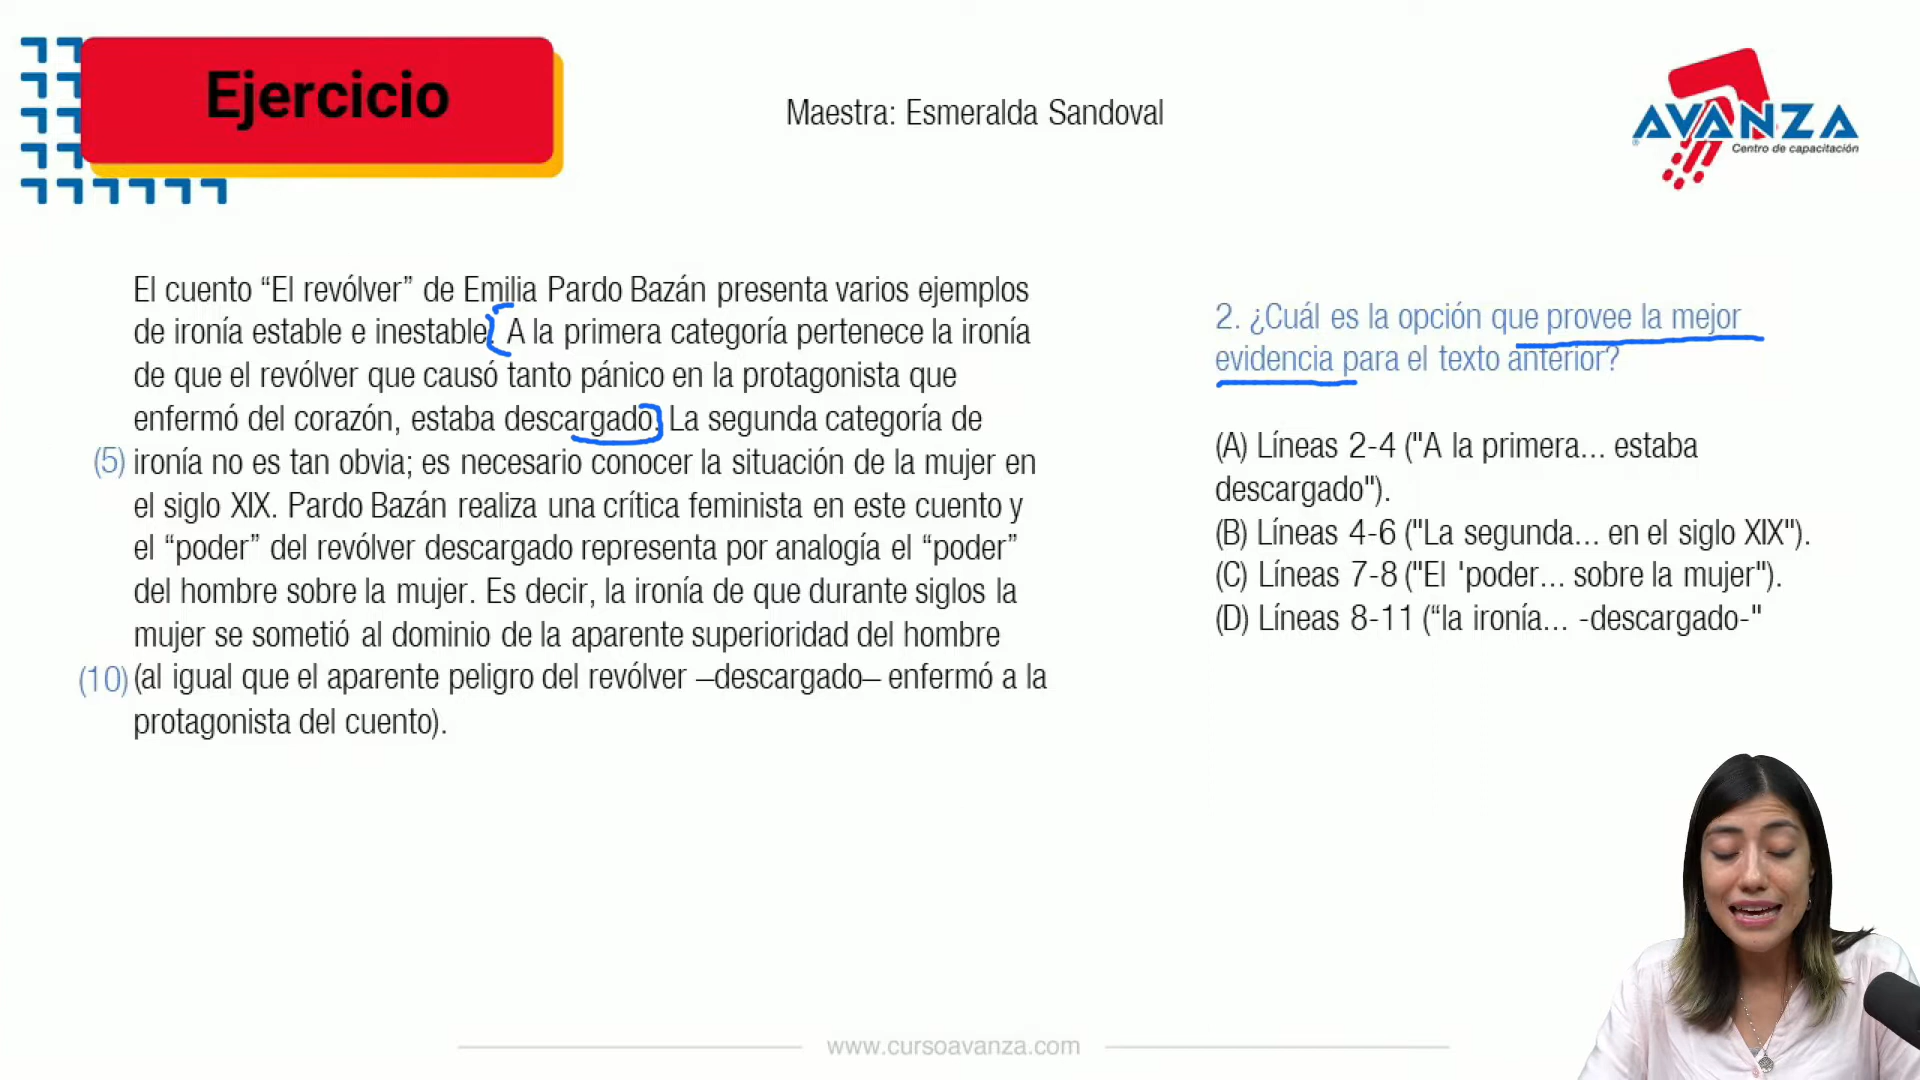 Ejercicio
Maestra: Esmeralda Sandoval
AVANZA
Centro de capacitación
El cuento “El revólver” de Emilia Pardo Bazán presenta varios ejemplos
de ironía estable e inestable. A la primera categoría pertenece la ironía
de que el revólver que causó tanto pánico en la protagonista que
enfermó del corazón, estaba descargado. La segunda categoría de
(5) ironía no es tan obvia; es necesario conocer la situación de la mujer en
el siglo XIX. Pardo Bazán realiza una crítica feminista en este cuento y
el “poder” del revólver descargado representa por analogía el “poder”
del hombre sobre la mujer. Es decir, la ironía de que durante siglos la
mujer se sometió al dominio de la aparente superioridad del hombre
(10) (al igual que el aparente peligro del revólver –descargado– enfermó a la
protagonista del cuento).
2. ¿Cuál es la opción que provee la mejor
evidencia para el texto anterior?
(A) Líneas 2-4 ("A la primera... estaba
descargado").
(B) Líneas 4-6 ("La segunda... en el siglo XIX").
(C) Líneas 7-8 ("El 'poder... sobre la mujer").
(D) Líneas 8-11 (“la ironía... -descargado-"
www.cursoavanza.com